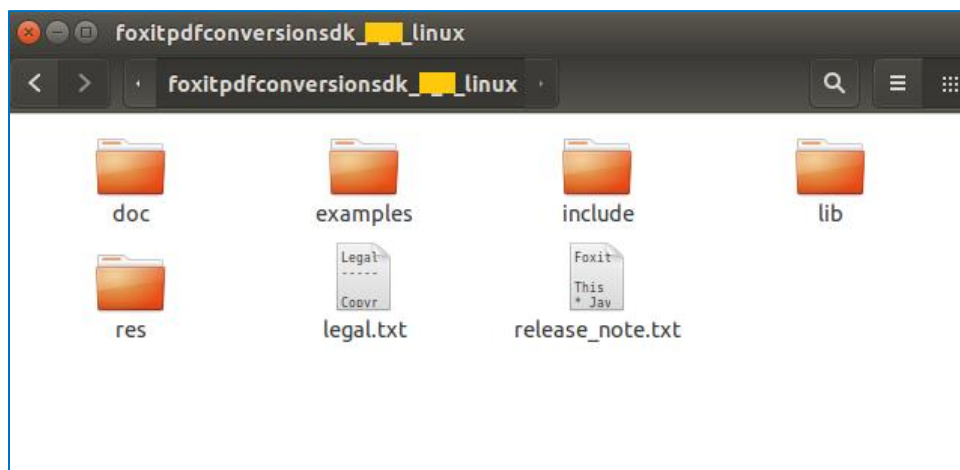 foxitpdfconversionsdk_ _ _linux
foxitpdfconversionsdk_ _ _linux
doc
examples
include
lib
res
Legal
-----
Copyr
legal.txt
Foxit
This
* Jav
release_note.txt